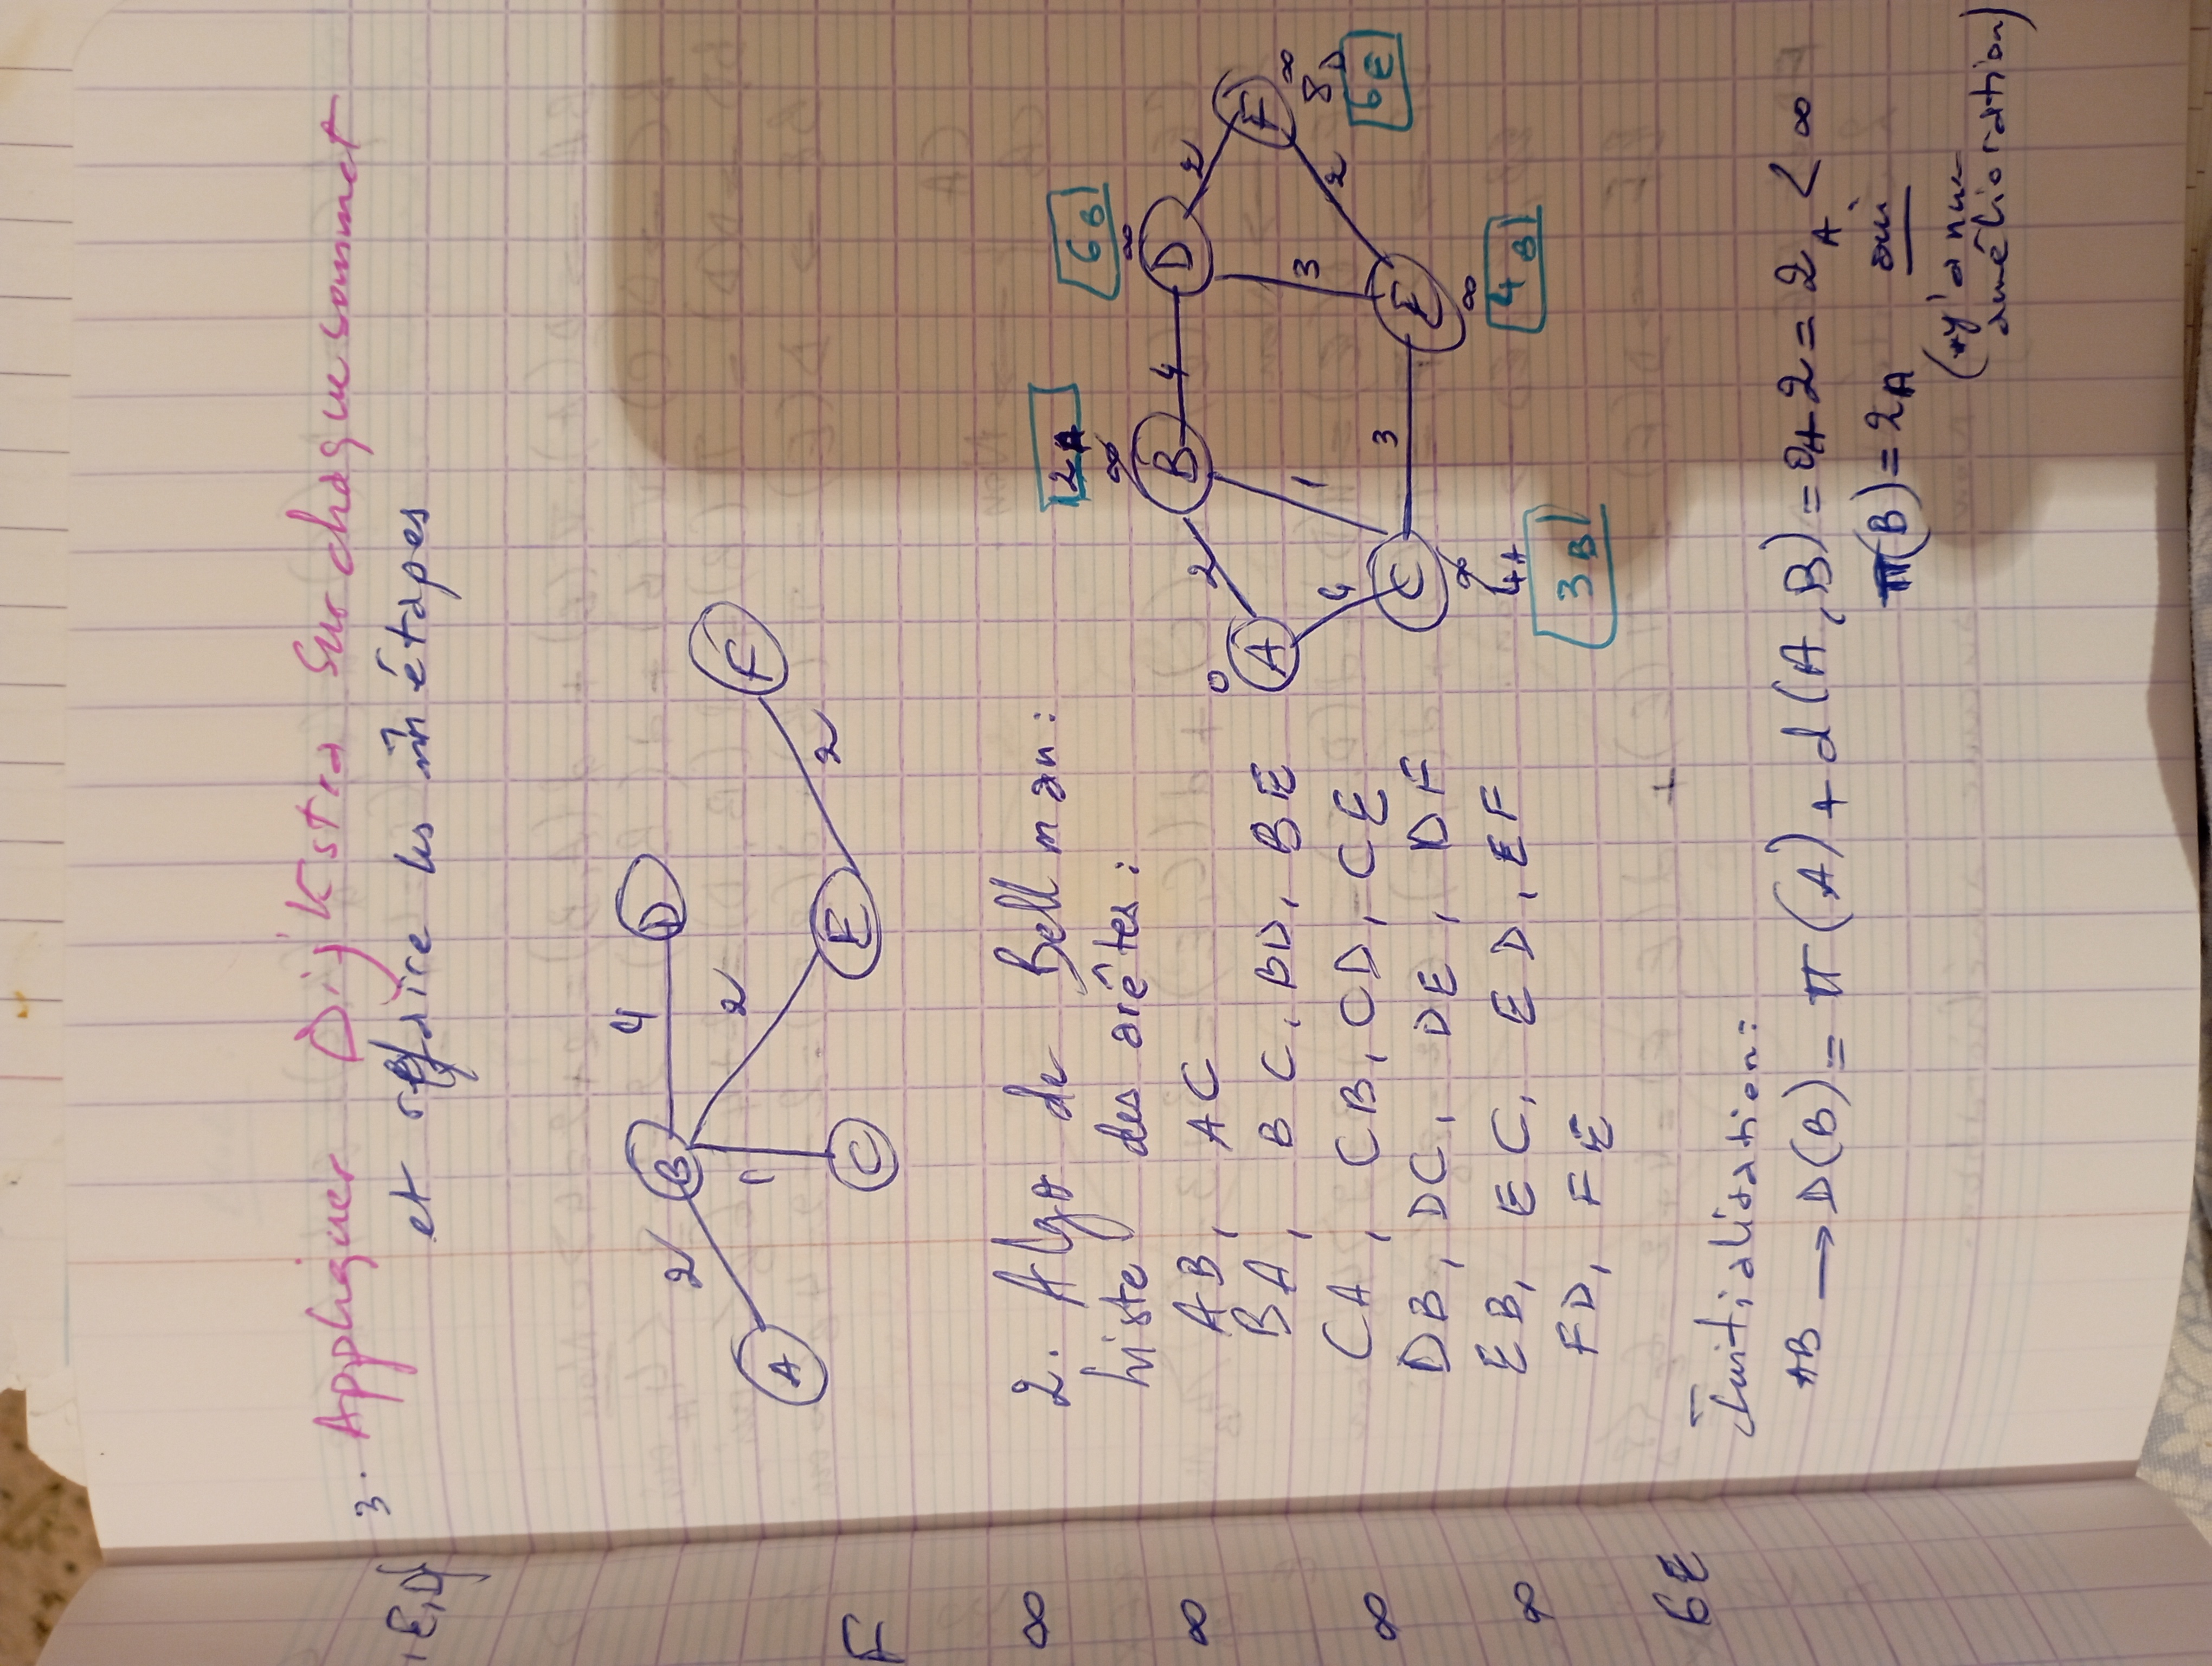 , E, D}
F
∞
∞
∞
∞
6E
3. Appliquer Dijkstra sur chaque sommet
et refaire les m̂ étapes
A 2 B 4 D
1 2
C E 2 F
2. Algo de Bellman:
Liste des arêtes:
AB, AC
BA, BC, BD, BE
CA, CB, CD, CE
DB, DC, DE, DF
EB, EC, ED, EF
FD, FE
2A 6B
∞ ∞
0 A 2 B 4 D 2 F ∞
4 1 3 2 8D
C 3 E 6E
∞ ∞
4A 4B
3B
Initialisation:
AB → D(B) = π(A) + d(A,B) = 0+2 = 2A < ∞
π(B) = 2A oui
(+y'a une
amélioration)